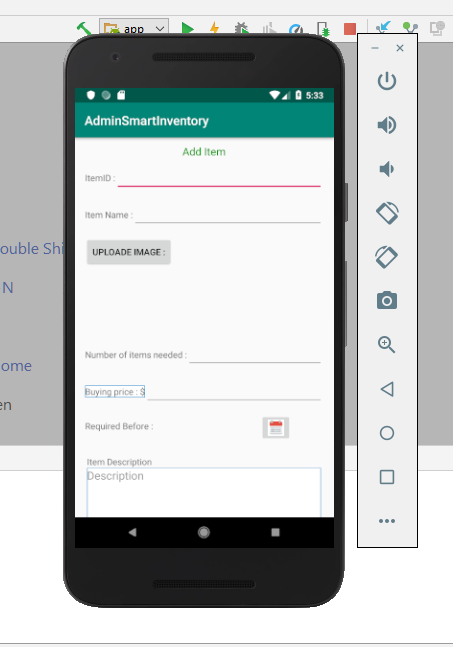 app
5:33
AdminSmartInventory
Add Item
ItemID :
Item Name :
UPLOADE IMAGE :
ouble Shi
N
Number of items needed :
ome
Buying price : $
en
Required Before :
Item Description
Description